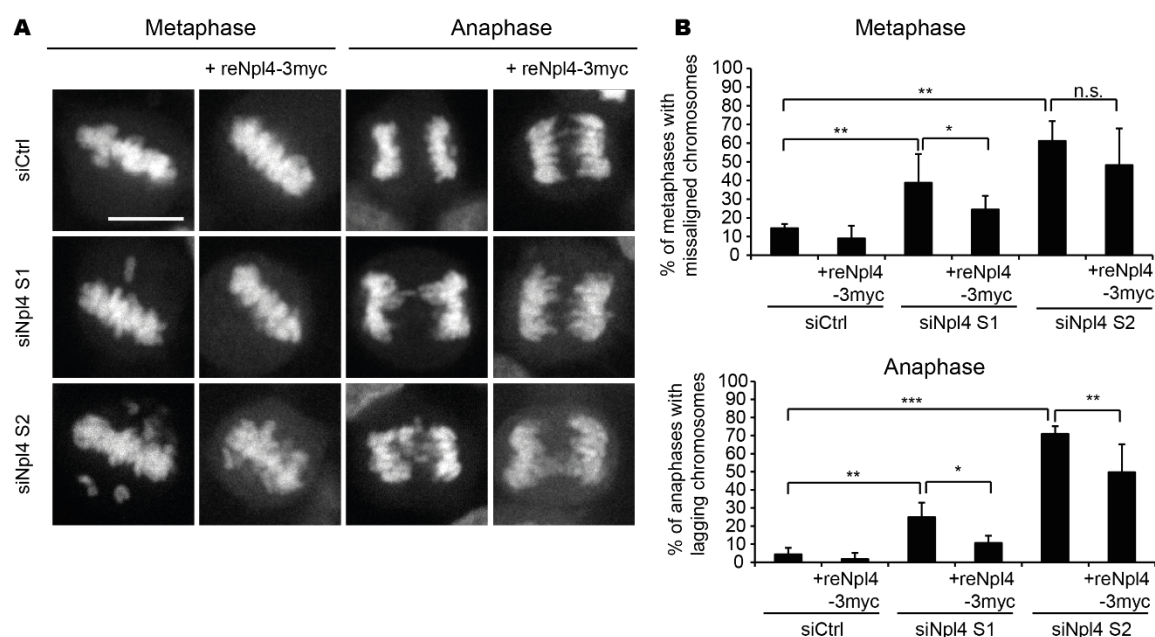 A
Metaphase
Anaphase
+ reNpl4-3myc
+ reNpl4-3myc
siCtrl
siNpl4 S1
siNpl4 S2
B
Metaphase
% of metaphases with
missaligned chromosomes
100
90
80
70
60
50
40
30
20
10
0
**
**
*
n.s.
+reNpl4
-3myc
+reNpl4
-3myc
+reNpl4
-3myc
siCtrl
siNpl4 S1
siNpl4 S2
Anaphase
% of anaphases with
lagging chromosomes
100
90
80
70
60
50
40
30
20
10
0
***
**
**
*
+reNpl4
-3myc
+reNpl4
-3myc
+reNpl4
-3myc
siCtrl
siNpl4 S1
siNpl4 S2